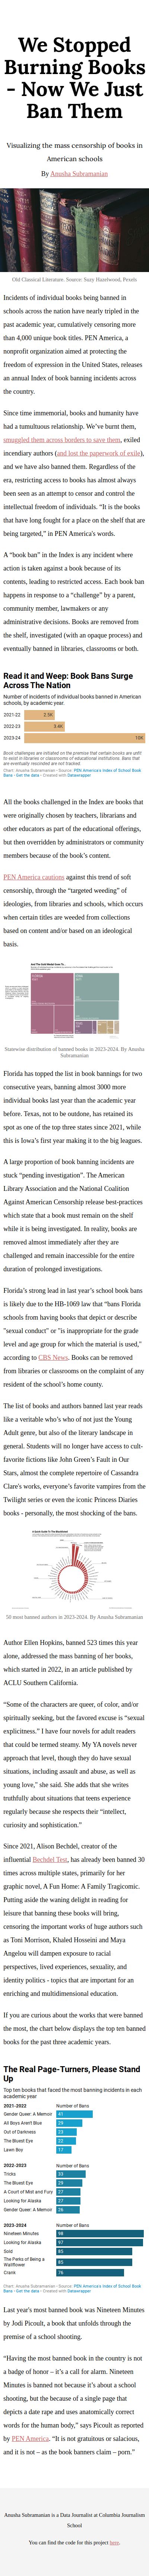 We Stopped
Burning Books
- Now We Just
Ban Them
Visualizing the mass censorship of books in
American schools
By Anusha Subramanian
Old Classical Literature. Source: Suzy Hazelwood, Pexels
Incidents of individual books being banned in
schools across the nation have nearly tripled in the
past academic year, cumulatively targeting more
than 4,000 unique book titles. PEN America, a
nonprofit organization aimed at protecting the
freedom of expression in the United States, releases
an annual Index of book banning incidents across
the country.
Since time immemorial, books and humanity have
had a tumultuous relationship. We've burnt them,
smuggled them across borders to save them, exiled
incendiary authors (and lost the paperwork of exile),
and we have also banned them. Regardless of the
era, restricting access to books has almost always
been seen as an attempt to control and limit the
intellectual freedom of individuals. “It is the books
that have long fought for a place on the shelf that are
being targeted,” in PEN America's words.
A “book ban” in the Index is any incident where
action is taken against a book because of its
contents, leading to restricted access. Each book ban
happens in response to a “challenge” by a parent,
community member, lawmakers or any
administrative decisions. Books are removed from
the shelf, investigated (with an exempt process) and
eventually banned in libraries, classrooms, or both.
Read it and Weep: Book Bans Surge
Across The Nation
Number of incidents of individual books banned in American
schools, by academic year.
2021-22 2.5K
2022-23 3.4K
2023-24 10K
Book challenges are initiated on the premise that certain books are unfit
to exist in libraries or classrooms in educational institutions. Bans that
are eventually rescinded are not tracked.
Chart: Anusha Subramanian • Source: PEN America's Index of School Book
Bans • Get the data • Created with Datawrapper
All the books challenged in the Index are books that
were originally chosen by teachers, librarians and
other educators as part of the educational offerings,
but then overridden by administrators or community
members because of the book's content.
PEN America cautions against this trend of soft
censorship, through the “targeted weeding” of
ideologies, from libraries and schools, which occurs
when certain titles are weeded from collections
based on content and/or based on an ideological
basis.
Statewise distribution of banned books in 2023-2024. By Anusha
Subramanian
Florida has topped the list in book bannings for two
consecutive years, banning almost 3000 more
individual books last year than the academic year
before. Texas, not to be outdone, has retained its
spot as one of the top three states since 2021, while
this is Iowa's first year making it to the big leagues.
A large proportion of book banning incidents are
stuck “pending investigation”. The American
Library Association and the National Coalition
Against American Censorship release best-practices
which state that a book must remain on the shelf
while it is being investigated. In reality, books are
removed almost immediately after they are
challenged and remain inaccessible for the entire
duration of prolonged investigations.
Florida's strong lead in last year's school book bans
is likely due to the HB-1069 law that “ban Florida
schools from having books that depict or describe
"sexual conduct" or "is inappropriate for the grade
level and age group for which the material is used,"
according to CBS News. Books can be removed
from libraries or classrooms on the complaint of any
resident of the school's home county.
The list of books and authors banned last year reads
like a veritable who's who of not just the Young
Adult genre, but also of the literary landscape in
general. Students will no longer have access to cult-
favorite fictions like John Green's Fault in Our
Stars, almost the complete repertoire of Cassandra
Clare's works, everyone's favorite vampires from the
Twilight series or even the iconic Princess Diaries
books - personally, the most shocking of the bans.
50 most banned authors in 2023-2024. By Anusha Subramanian
Author Ellen Hopkins, banned 523 times this year
alone, addressed the mass banning of her books,
which started in 2022, in an article published by
ACLU Southern California.
“Some of the characters are queer, of color, and/or
spiritually seeking, but the favored excuse is “sexual
explicitness.” I have four novels for adult readers
that could be termed steamy. My YA novels never
approach that level, though they do have sexual
situations, including assault and abuse, as well as
young love," she said. She adds that she writes
truthfully about situations that teens experience
regularly because she respects their “intellect,
curiosity and sophistication.”
Since 2021, Alison Bechdel, creator of the
influential Bechdel Test, has already been banned 30
times across multiple states, primarily for her
graphic novel, A Fun Home: A Family Tragicomic.
Putting aside the waning delight in reading for
leisure that banning these books will bring,
censoring the important works of huge authors such
as Toni Morrison, Khaled Hosseini and Maya
Angelou will dampen exposure to racial
perspectives, lived experiences, sexuality, and
identity politics - topics that are important for an
enriching and multidimensional education.
If you are curious about the works that were banned
the most, the chart below displays the top ten banned
books for the past three academic years.
The Real Page-Turners, Please Stand
Up
Top ten books that faced the most banning incidents in each
academic year
2021-2022 Number of Bans
Gender Queer: A Memoir 41
All Boys Aren't Blue 29
Out of Darkness 23
The Bluest Eye 22
Lawn Boy 17
2022-2023 Number of Bans
Tricks 33
The Bluest Eye 29
A Court of Mist and Fury 27
Looking for Alaska 27
Gender Queer: A Memoir 26
2023-2024 Number of Bans
Nineteen Minutes 98
Looking for Alaska 97
Sold 85
The Perks of Being a
Wallflower 85
Crank 76
Chart: Anusha Subramanian • Source: PEN America's Index of School Book
Bans • Get the data • Created with Datawrapper
Last year's most banned book was Nineteen Minutes
by Jodi Picoult, a book that unfolds through the time
premise of a school shooting.
“Having the most banned book in the country is not
a badge of honor – it's a call for alarm. Nineteen
Minutes is banned not because it's about a school
shooting, but the because of a single page that
depicts a date rape and uses anatomically correct
words for the human body,” says Picoult as reported
by PEN America. “It is not gratuitous or salacious,
and it is not – as the book banners claim – porn.”
Anusha Subramanian is a Data Journalist at Columbia Journalism
School
You can find the code for this project here.